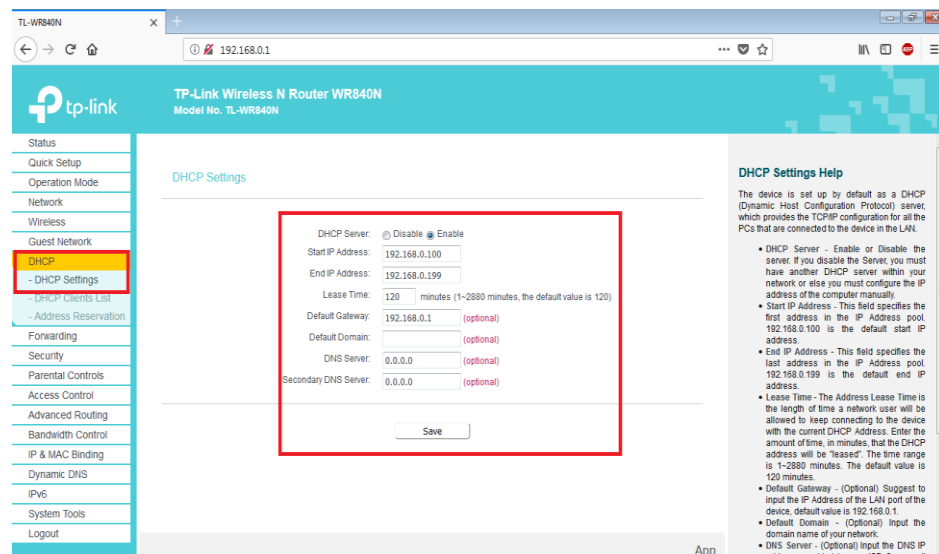 TL-WR840N
192.168.0.1
ABP
tp-link
TP-Link Wireless N Router WR840N
Model No. TL-WR840N
Status
Quick Setup
Operation Mode
Network
Wireless
Guest Network
DHCP
- DHCP Settings
- DHCP Clients List
- Address Reservation
Forwarding
Security
Parental Controls
Access Control
Advanced Routing
Bandwidth Control
IP & MAC Binding
Dynamic DNS
IPv6
System Tools
Logout
DHCP Settings
DHCP Server: Disable Enable
Start IP Address: 192.168.0.100
End IP Address: 192.168.0.199
Lease Time: 120 minutes (1~2880 minutes, the default value is 120)
Default Gateway: 192.168.0.1 (optional)
Default Domain: (optional)
DNS Server: 0.0.0.0 (optional)
Secondary DNS Server: 0.0.0.0 (optional)
Save
App
DHCP Settings Help
The device is set up by default as a DHCP
(Dynamic Host Configuration Protocol) server,
which provides the TCP/IP configuration for all the
PCs that are connected to the device in the LAN.
• DHCP Server - Enable or Disable the
server. If you disable the Server, you must
have another DHCP server within your
network or else you must configure the IP
address of the computer manually.
• Start IP Address - This field specifies the
first address in the IP Address pool.
192.168.0.100 is the default start IP
address.
• End IP Address - This field specifies the
last address in the IP Address pool.
192.168.0.199 is the default end IP
address.
• Lease Time - The Address Lease Time is
the length of time a network user will be
allowed to keep connecting to the device
with the current DHCP Address. Enter the
amount of time, in minutes, that the DHCP
address will be "leased". The time range
is 1~2880 minutes. The default value is
120 minutes.
• Default Gateway - (Optional) Suggest to
input the IP Address of the LAN port of the
device, default value is 192.168.0.1.
• Default Domain - (Optional) Input the
domain name of your network.
• DNS Server - (Optional) Input the DNS IP